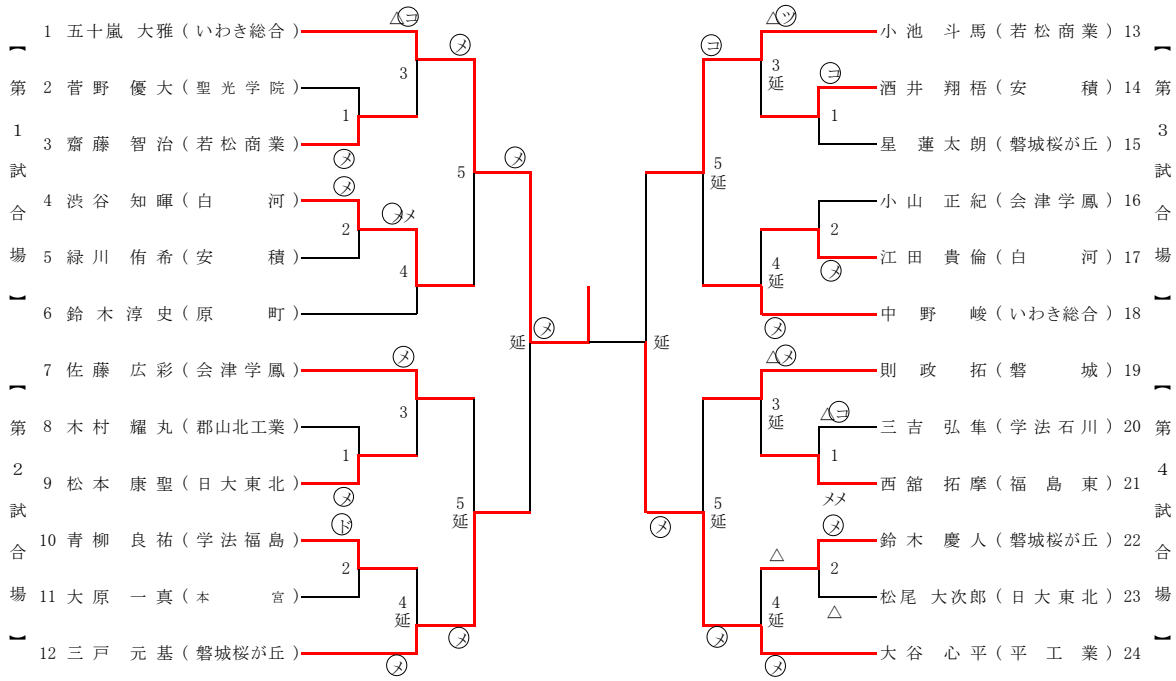 【第1試合場】
1 五十嵐 大雅(いわき総合)
△コ
メ
3
2 菅野 優大(聖光学院)
1
3 齋藤 智治(若松商業)
メ
メ
5
4 渋谷 知暉(白 河)
メ
メメ
2
5 緑川 侑希(安 積)
4
6 鈴木淳史(原 町)
延
メ
【第2試合場】
7 佐藤 広彩(会津学鳳)
メ
3
8 木村 耀丸(郡山北工業)
1
9 松本 康聖(日大東北)
メ
5
延
10 青柳 良祐(学法福島)
ド
2
11 大原 一真(本 宮)
4
延
メ
12 三戸 元基(磐城桜が丘)
メ
【第3試合場】
△ツ
小池 斗馬(若松商業) 13
コ
3
延
コ
酒井 翔梧(安 積) 14
1
星 蓮太朗(磐城桜が丘) 15
5
延
小山 正紀(会津学鳳) 16
2
江田 貴倫(白 河) 17
メ
4
延
中野 峻(いわき総合) 18
メ
延
【第4試合場】
△メ
則政 拓(磐 城) 19
3
延
△コ
三吉 弘隼(学法石川) 20
1
西舘 拓摩(福島東) 21
メメ
メ
5
延
メ
鈴木 慶人(磐城桜が丘) 22
△
2
松尾 大次郎(日大東北) 23
△
4
延
メ
大谷 心平(平工業) 24
メ